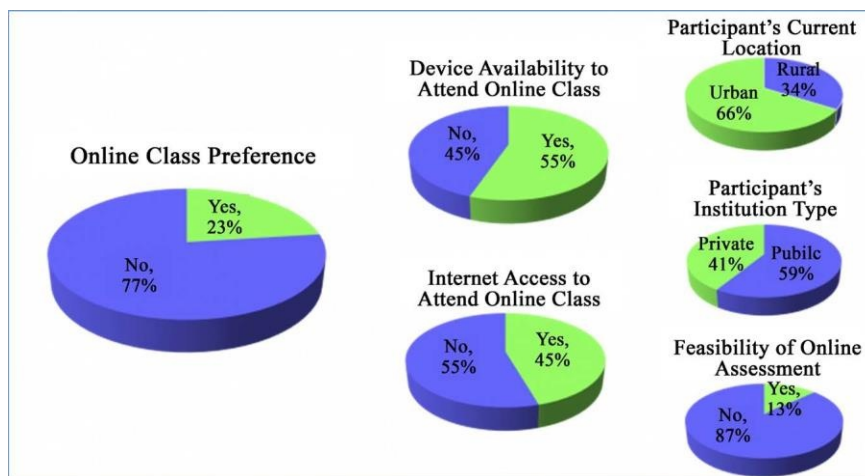 Online Class Preference
Yes,
23%
No,
77%
Device Availability to
Attend Online Class
No,
45%
Yes,
55%
Internet Access to
Attend Online Class
No,
55%
Yes,
45%
Participant's Current
Location
Rural
34%
Urban
66%
Participant's
Institution Type
Private
41%
Pubilc
59%
Feasibility of Online
Assessment
Yes,
13%
No,
87%